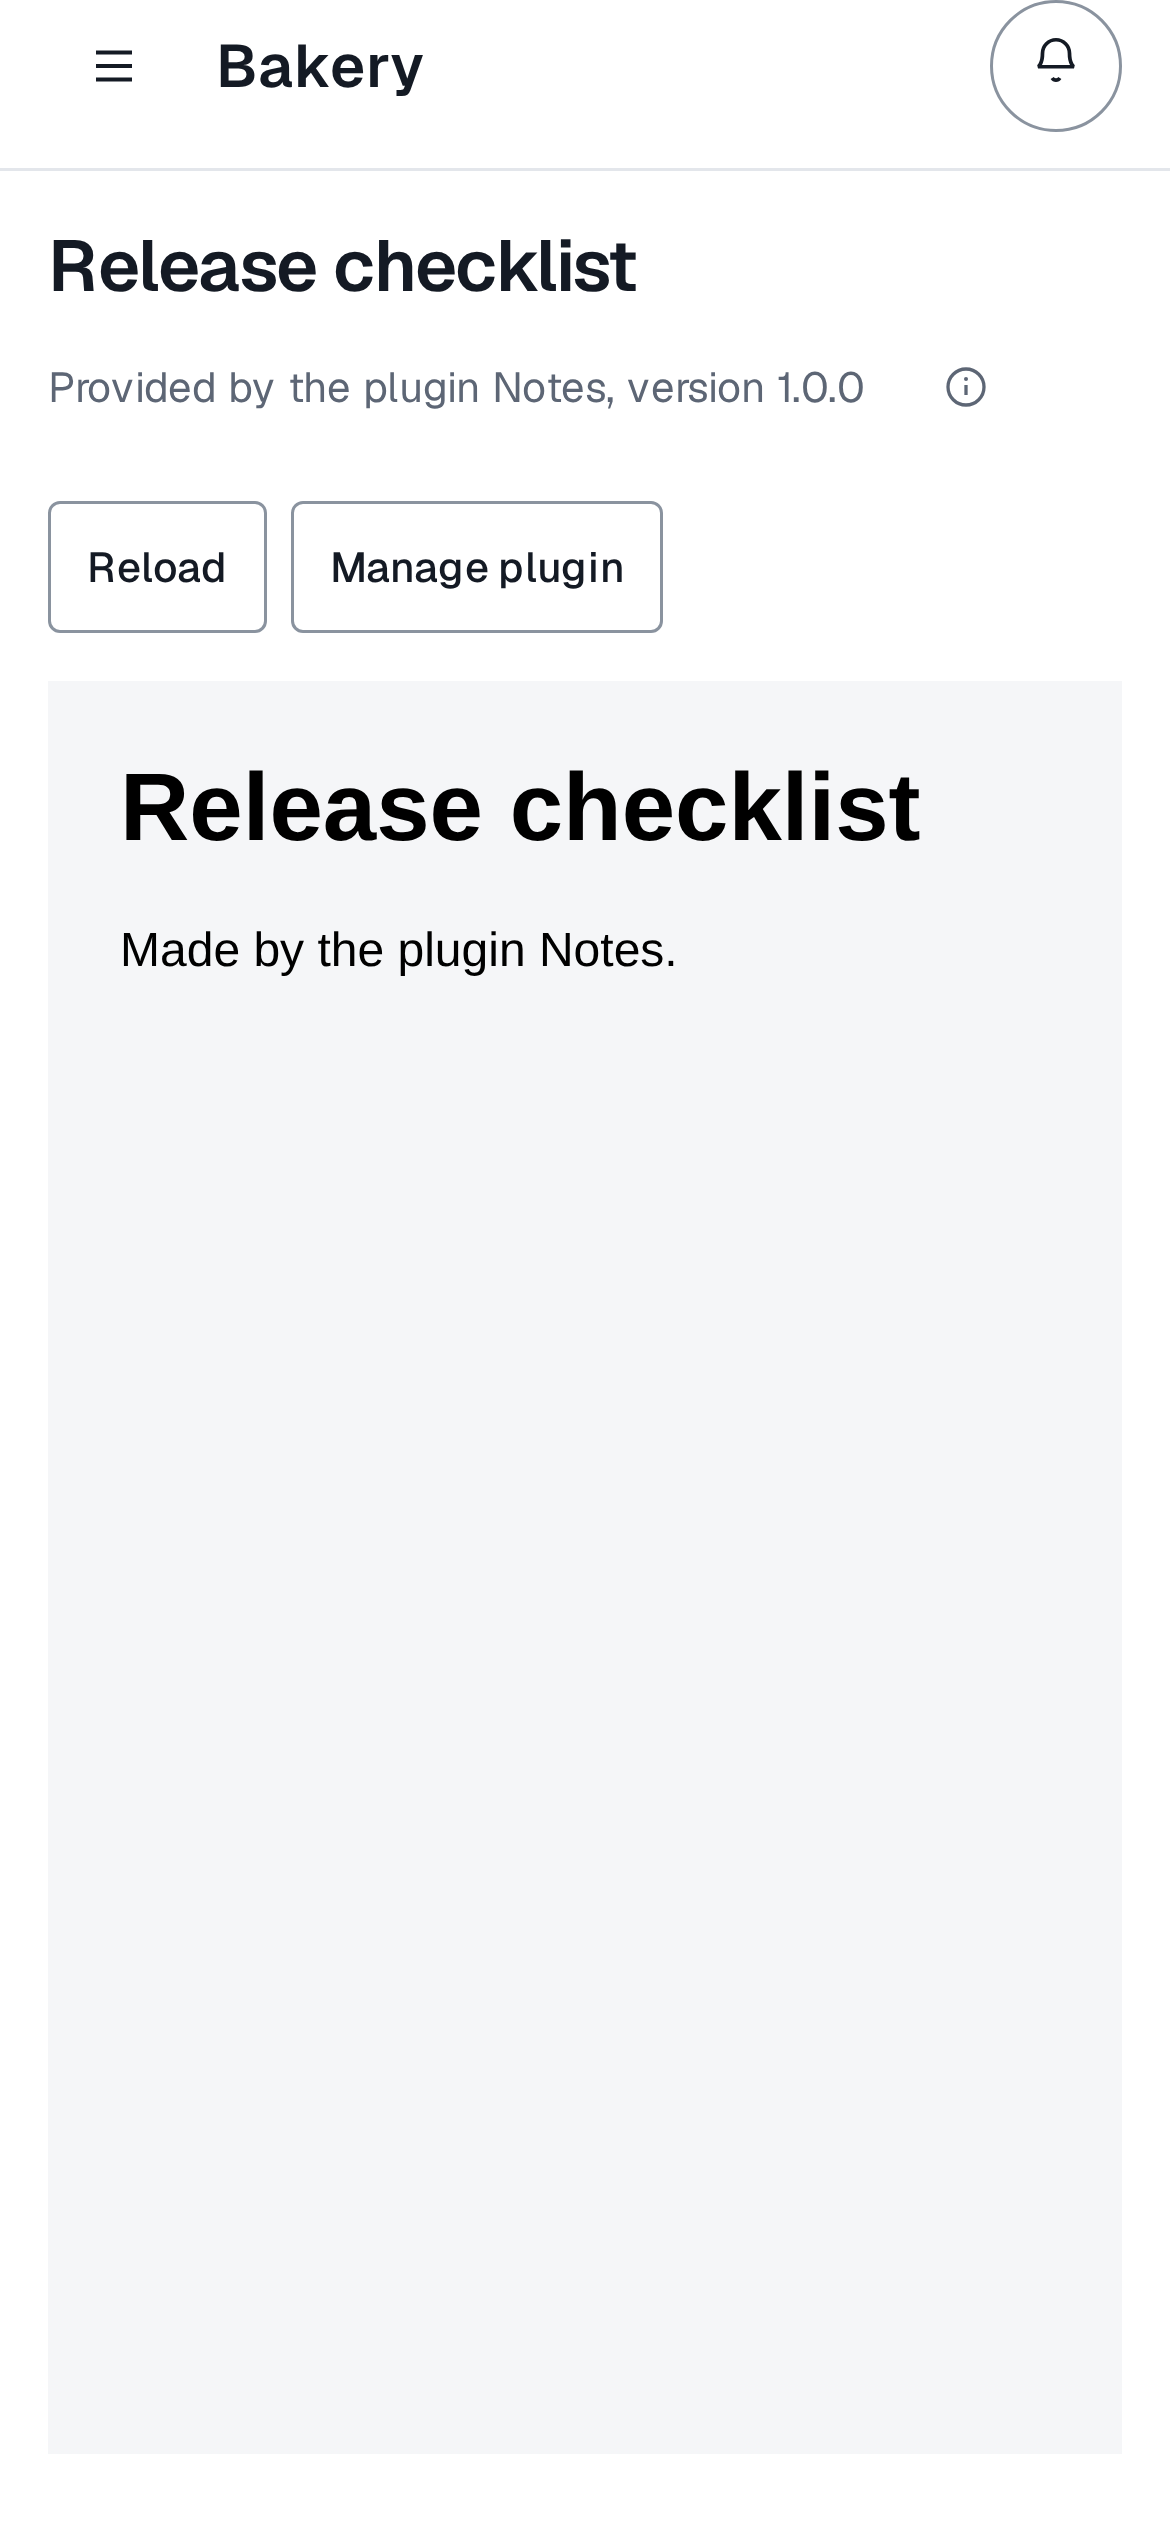 Bakery
Release checklist
Provided by the plugin Notes, version 1.0.0
Reload
Manage plugin
Release checklist
Made by the plugin Notes.